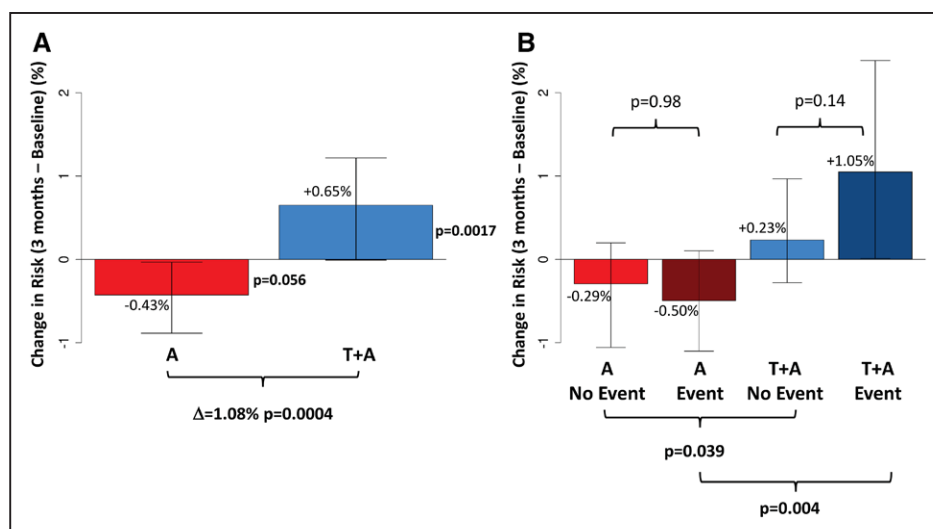 A
Change in Risk (3 months – Baseline) (%)
2
1
0
-1
+0.65%
p=0.0017
p=0.056
-0.43%
A
T+A
Δ=1.08% p=0.0004
B
Change in Risk (3 months – Baseline) (%)
2
1
0
-1
p=0.98
p=0.14
+1.05%
+0.23%
-0.29%
-0.50%
A
No Event
A
Event
T+A
No Event
T+A
Event
p=0.039
p=0.004